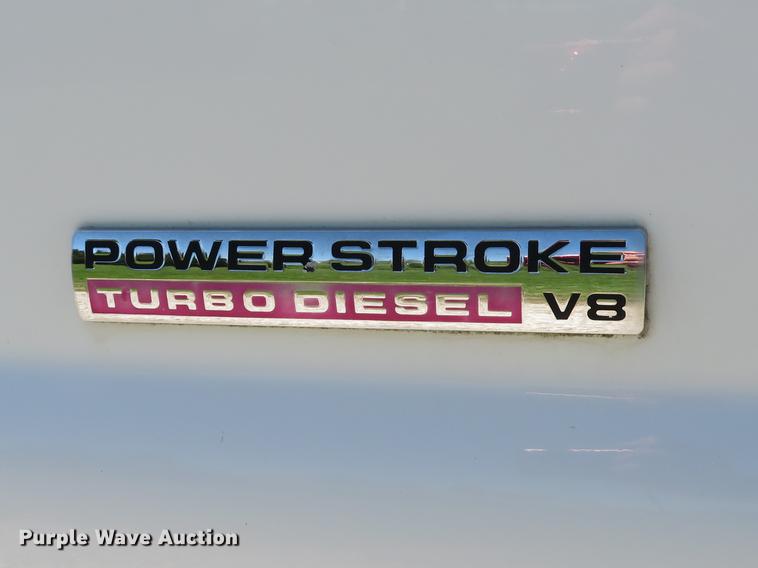 POWER STROKE
TURBO DIESEL V8
Purple Wave Auction